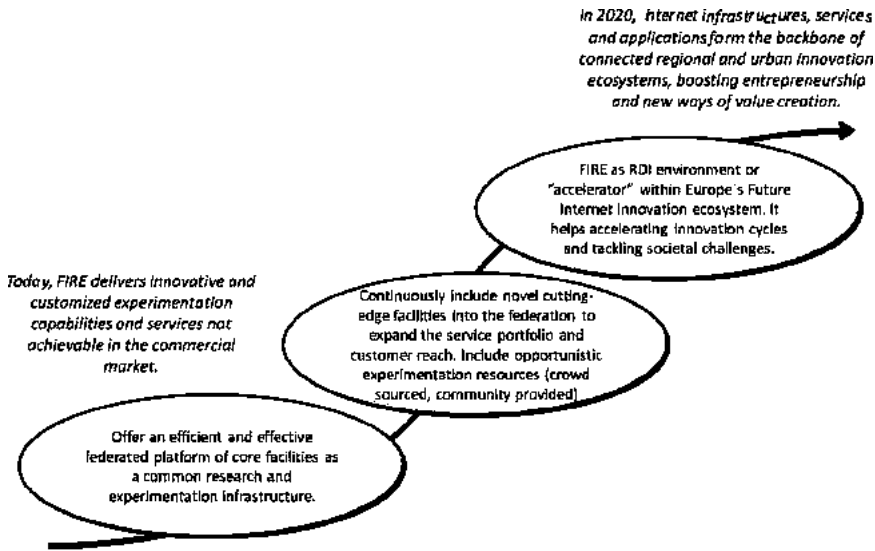 In 2020, Internet infrastructures, services
and applications form the backbone of
connected regional and urban innovation
ecosystems, boosting entrepreneurship
and new ways of value creation.
FIRE as RDI environment or
"accelerator" within Europe's Future
Internet Innovation ecosystem. It
helps accelerating innovation cycles
and tackling societal challenges.
Today, FIRE delivers innovative and
customized experimentation
capabilities and services not
achievable in the commercial
market.
Continuously include novel cutting-
edge facilities into the federation to
expand the service portfolio and
customer reach. Include opportunistic
experimentation resources (crowd
sourced, community provided)
Offer an efficient and effective
federated platform of core facilities as
a common research and
experimentation infrastructure.